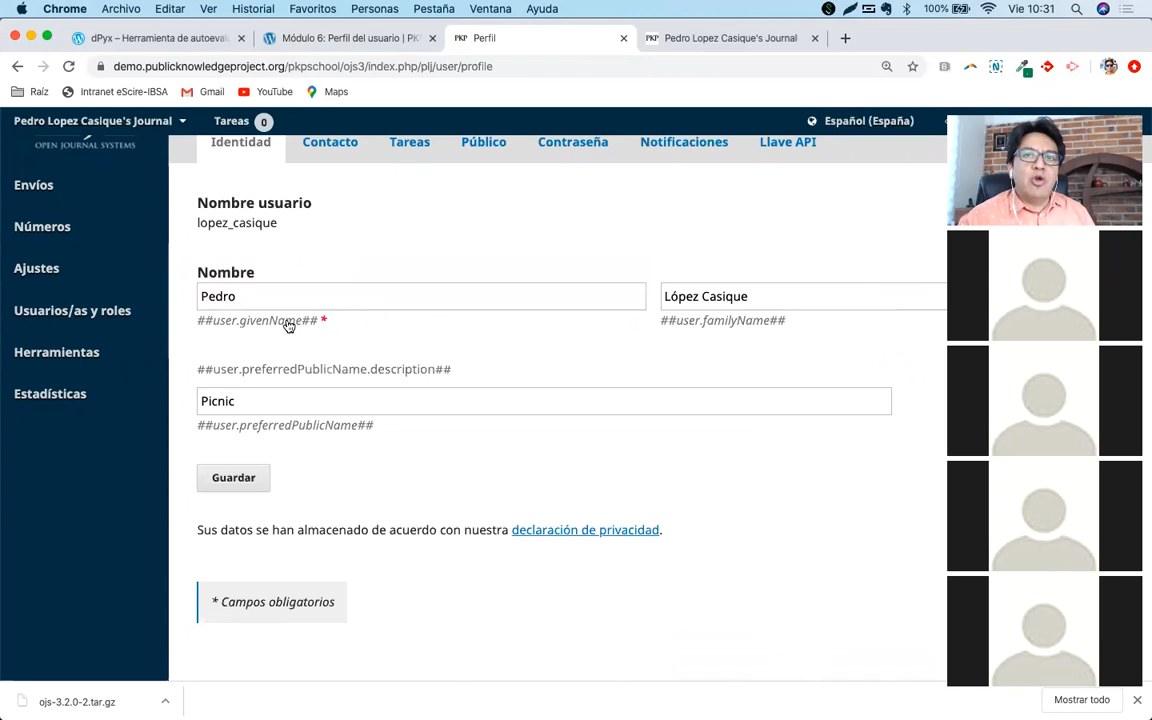 Chrome Archivo Editar Ver Historial Favoritos Personas Pestaña Ventana Ayuda 100% Vie 10:31
dPyx – Herramienta de autoeval
Módulo 6: Perfil del usuario | PK
PKP Perfil
PKP Pedro Lopez Casique's Journal
demo.publicknowledgeproject.org/pkpschool/ojs3/index.php/plj/user/profile
Raíz Intranet eScire-IBSA Gmail YouTube Maps
Pedro Lopez Casique's Journal Tareas 0 Español (España)
OPEN JOURNAL SYSTEMS
Identidad Contacto Tareas Público Contraseña Notificaciones Llave API
Envíos
Números
Ajustes
Usuarios/as y roles
Herramientas
Estadísticas
Nombre usuario
lopez_casique
Nombre
Pedro López Casique
##user.givenName## * ##user.familyName##
##user.preferredPublicName.description##
Picnic
##user.preferredPublicName##
Guardar
Sus datos se han almacenado de acuerdo con nuestra declaración de privacidad.
* Campos obligatorios
ojs-3.2.0-2.tar.gz Mostrar todo